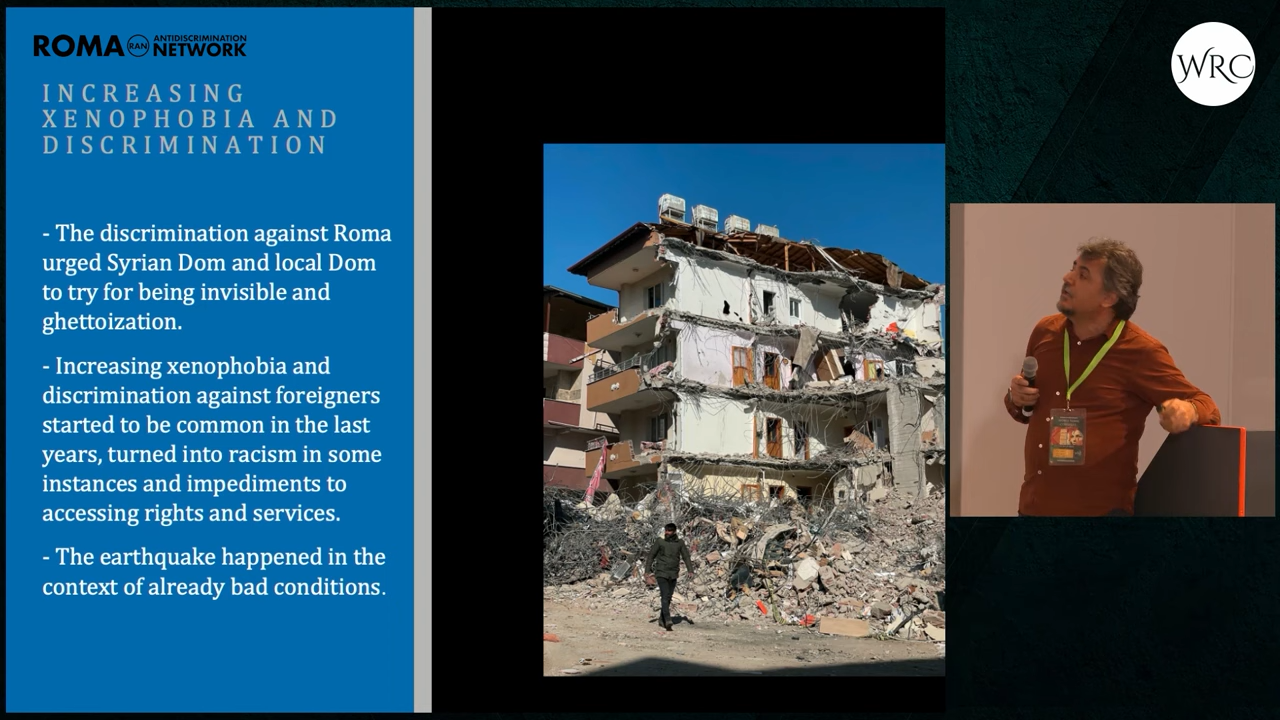 ROMA RAN ANTIDISCRIMINATION NETWORK
INCREASING
XENOPHOBIA AND
DISCRIMINATION
- The discrimination against Roma
urged Syrian Dom and local Dom
to try for being invisible and
ghettoization.
- Increasing xenophobia and
discrimination against foreigners
started to be common in the last
years, turned into racism in some
instances and impediments to
accessing rights and services.
- The earthquake happened in the
context of already bad conditions.
WRC